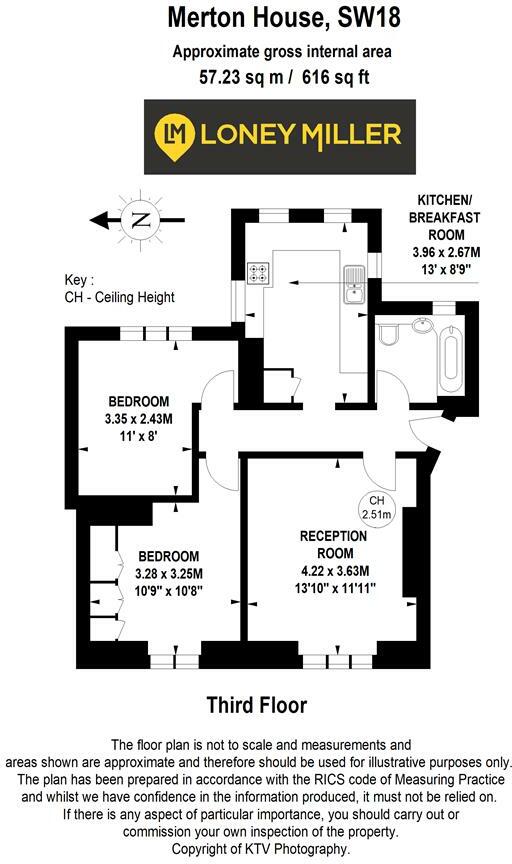 Merton House, SW18
Approximate gross internal area
57.23 sq m / 616 sq ft
LM LONEY MILLER
N
Key :
CH - Ceiling Height
KITCHEN/
BREAKFAST
ROOM
3.96 x 2.67M
13' x 8'9"
BEDROOM
3.35 x 2.43M
11' x 8'
CH
2.51m
RECEPTION
ROOM
4.22 x 3.63M
13'10" x 11'11"
BEDROOM
3.28 x 3.25M
10'9" x 10'8"
Third Floor
The floor plan is not to scale and measurements and
areas shown are approximate and therefore should be used for illustrative purposes only.
The plan has been prepared in accordance with the RICS code of Measuring Practice
and whilst we have confidence in the information produced, it must not be relied on.
If there is any aspect of particular importance, you should carry out or
commission your own inspection of the property.
Copyright of KTV Photography.